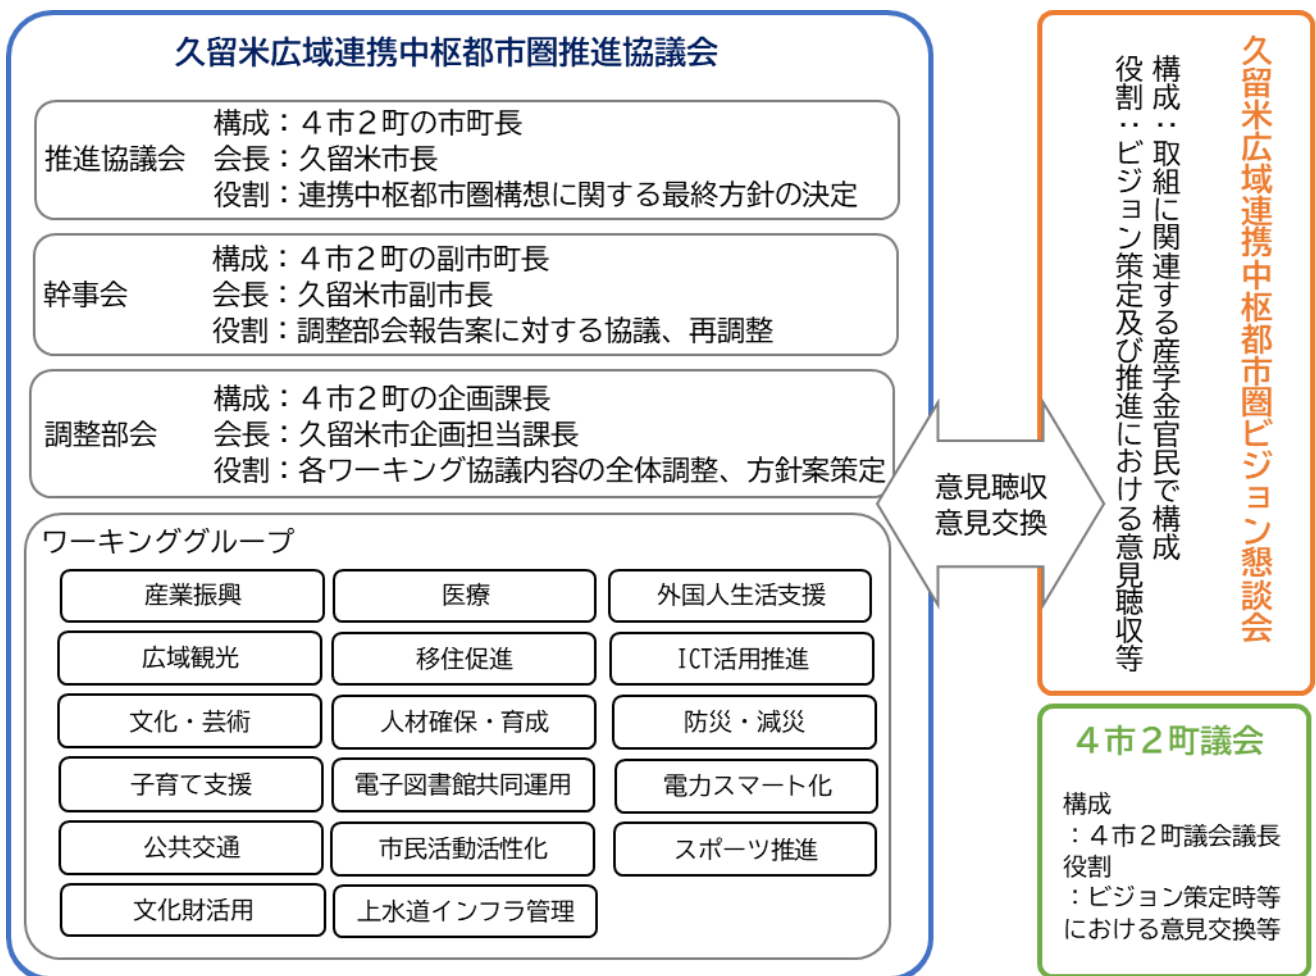 久留米広域連携中枢都市圏推進協議会
推進協議会
構成：４市２町の市町長
会長：久留米市長
役割：連携中枢都市圏構想に関する最終方針の決定
幹事会
構成：４市２町の副市町長
会長：久留米市副市長
役割：調整部会報告案に対する協議、再調整
調整部会
構成：４市２町の企画課長
会長：久留米市企画担当課長
役割：各ワーキング協議内容の全体調整、方針案策定
ワーキンググループ
産業振興
医療
外国人生活支援
広域観光
移住促進
ICT活用推進
文化・芸術
人材確保・育成
防災・減災
子育て支援
電子図書館共同運用
電力スマート化
公共交通
市民活動活性化
スポーツ推進
文化財活用
上水道インフラ管理
意見聴収
意見交換
久留米広域連携中枢都市圏ビジョン懇談会
構成：取組に関連する産学金官民で構成
役割：ビジョン策定及び推進における意見聴収等
４市２町議会
構成
：４市２町議会議長
役割
：ビジョン策定時等
における意見交換等